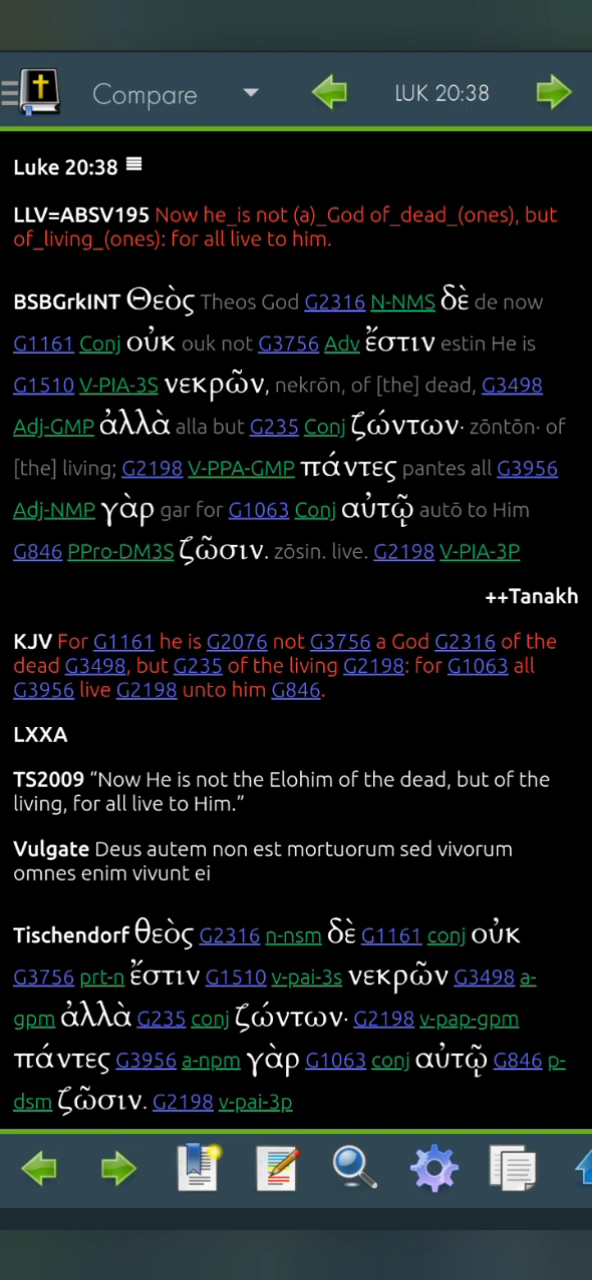 Compare
LUK 20:38
Luke 20:38
LLV=ABSV195 Now he_is not (a)_God of_dead_(ones), but
of_living_(ones): for all live to him.
BSBGrkINT Θεὸς Theos God G2316 N-NMS δὲ de now
G1161 Conj οὐκ ouk not G3756 Adv ἔστιν estin He is
G1510 V-PIA-3S νεκρῶν, nekrōn, of [the] dead, G3498
Adj-GMP ἀλλὰ alla but G235 Conj ζώντων· zōntōn· of
[the] living; G2198 V-PPA-GMP πάντες pantes all G3956
Adj-NMP γὰρ gar for G1063 Conj αὐτῷ autō to Him
G846 PPro-DM3S ζῶσιν. zōsin. live. G2198 V-PIA-3P
++Tanakh
KJV For G1161 he is G2076 not G3756 a God G2316 of the
dead G3498, but G235 of the living G2198: for G1063 all
G3956 live G2198 unto him G846.
LXXA
TS2009 “Now He is not the Elohim of the dead, but of the
living, for all live to Him.”
Vulgate Deus autem non est mortuorum sed vivorum
omnes enim vivunt ei
Tischendorf θεὸς G2316 n-nsm δὲ G1161 conj οὐκ
G3756 prt-n ἔστιν G1510 v-pai-3s νεκρῶν G3498 a-
gpm ἀλλὰ G235 conj ζώντων· G2198 v-pap-gpm
πάντες G3956 a-npm γὰρ G1063 conj αὐτῷ G846 p-
dsm ζῶσιν. G2198 v-pai-3p